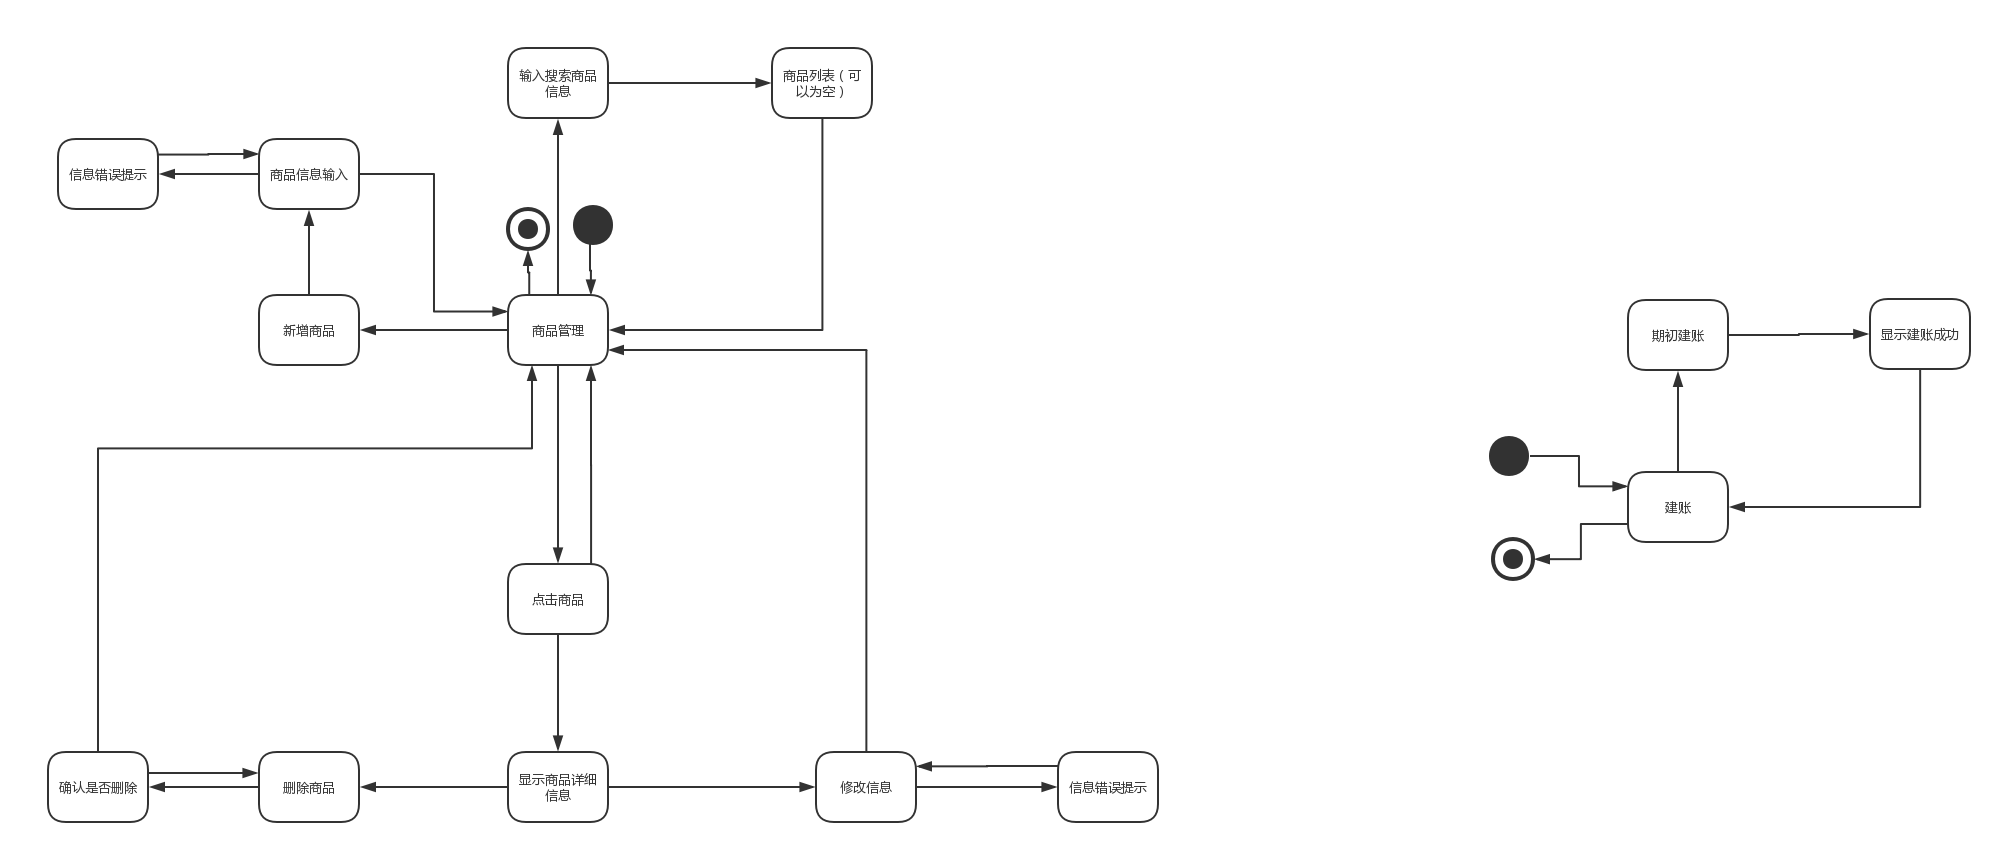 输入搜索商品
信息
商品列表（可
以为空）
信息错误提示
商品信息输入
新增商品
商品管理
期初建账
显示建账成功
建账
点击商品
确认是否删除
删除商品
显示商品详细
信息
修改信息
信息错误提示